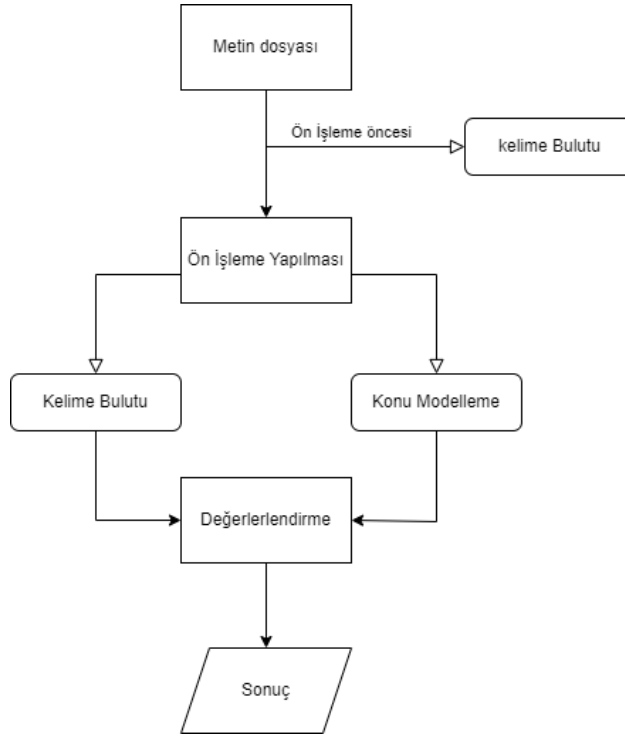 Metin dosyası
Ön İşleme öncesi
kelime Bulutu
Ön İşleme Yapılması
Kelime Bulutu
Konu Modelleme
Değerlerlendirme
Sonuç